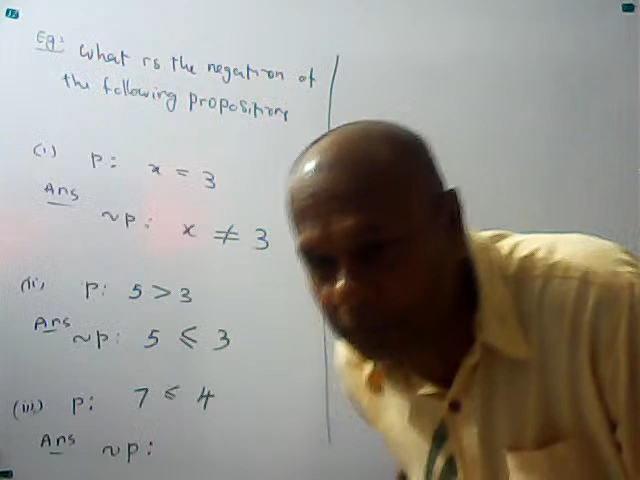 Eg: What is the negation of
the following propositions
(i) p: x = 3
Ans ~p: x ≠ 3
(ii) p: 5 > 3
Ans ~p: 5 ⩽ 3
(iii) p: 7 ⩽ 4
Ans ~p: